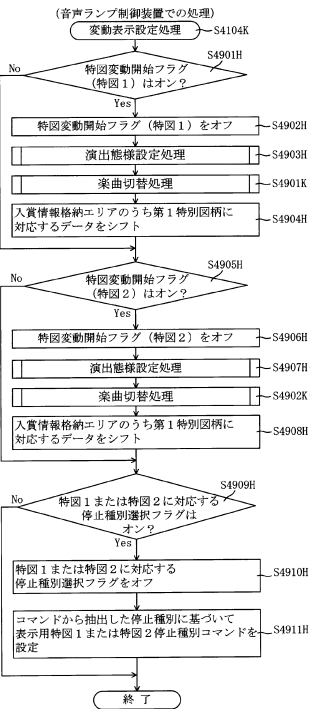 (音声ランプ制御装置での処理)
変動表示設定処理
S4104K
S4901H
No
特図変動開始フラグ
(特図1)はオン?
Yes
特図変動開始フラグ(特図1)をオフ
S4902H
演出態様設定処理
S4903H
楽曲切替処理
S4901K
入賞情報格納エリアのうち第1特別図柄に
対応するデータをシフト
S4904H
S4905H
No
特図変動開始フラグ
(特図2)はオン?
Yes
特図変動開始フラグ(特図2)をオフ
S4906H
演出態様設定処理
S4907H
楽曲切替処理
S4902K
入賞情報格納エリアのうち第1特別図柄に
対応するデータをシフト
S4908H
S4909H
No
特図1または特図2に対応する
停止種別選択フラグは
オン?
Yes
特図1または特図2に対応する
停止種別選択フラグをオフ
S4910H
コマンドから抽出した停止種別に基づいて
表示用特図1または特図2停止種別コマンドを
設定
S4911H
終了